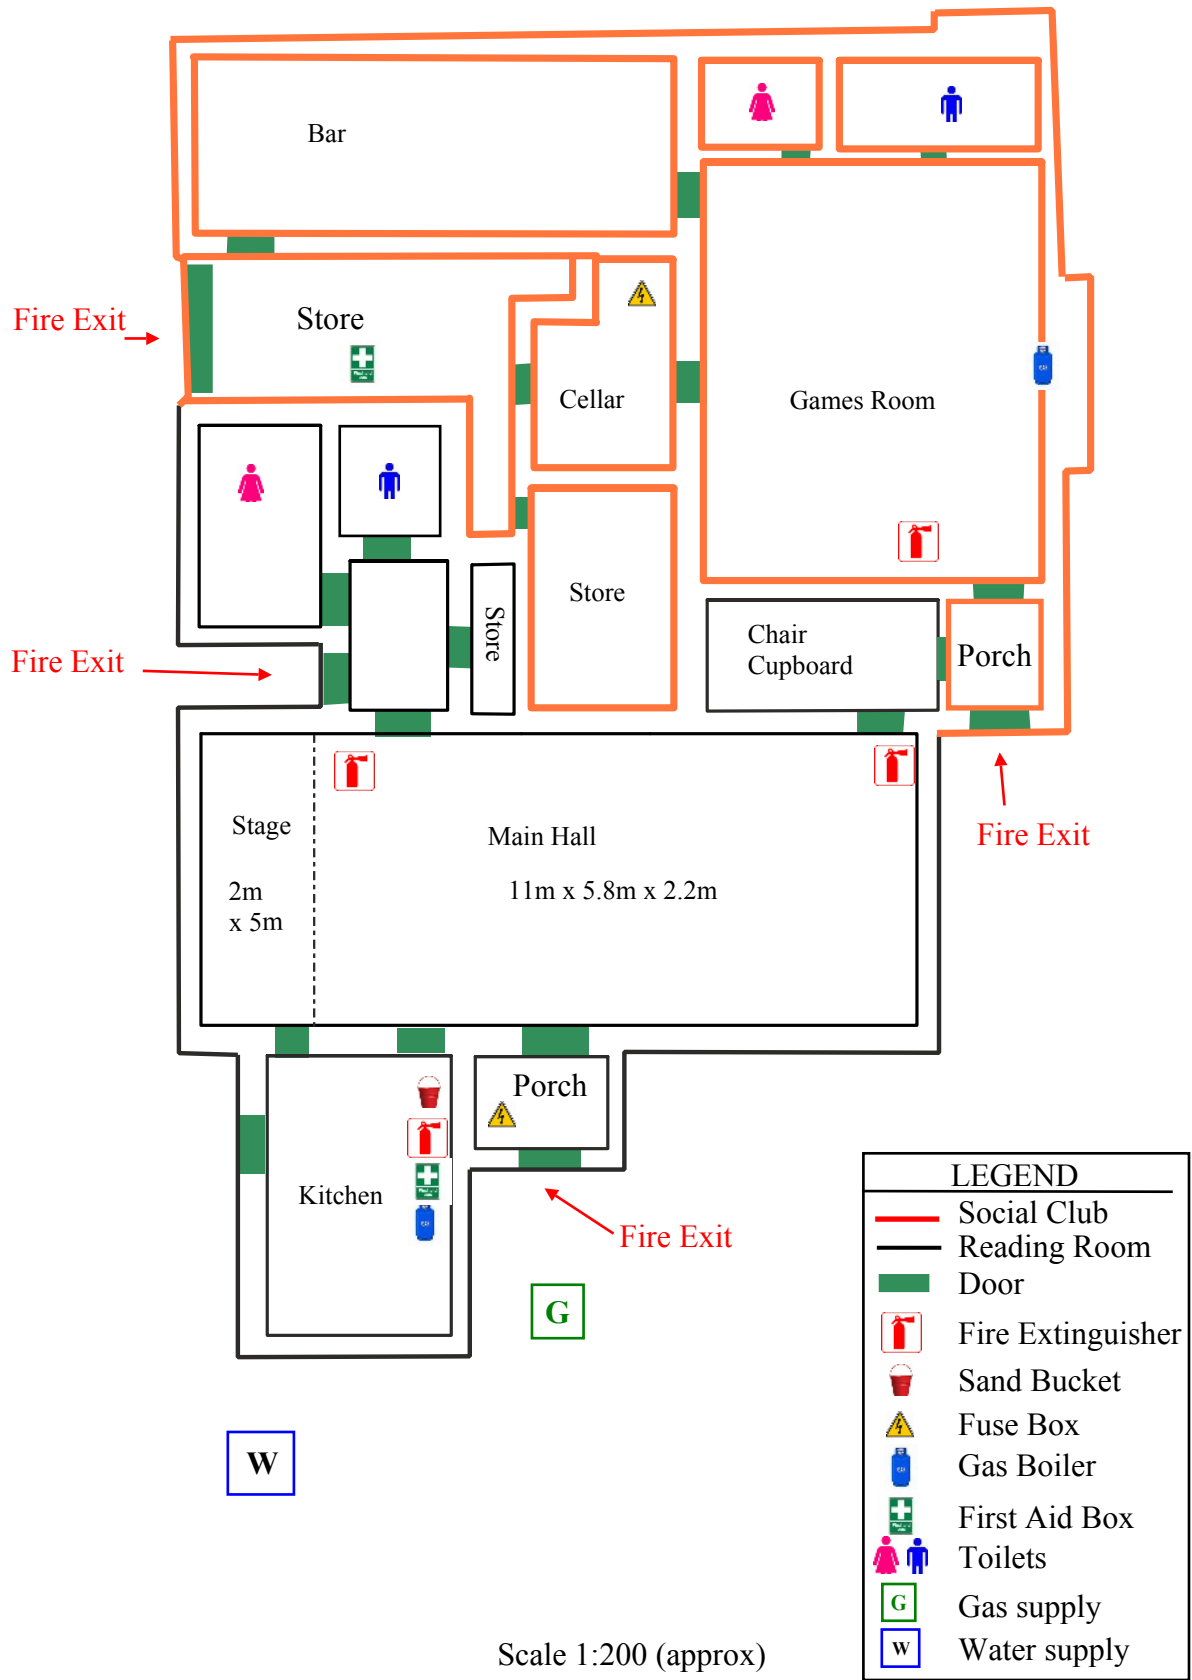 Bar
Fire Exit
Store
Cellar
Games Room
Store
Store
Chair
Cupboard
Porch
Fire Exit
Fire Exit
Stage
Main Hall
2m
x 5m
11m x 5.8m x 2.2m
Porch
Kitchen
Fire Exit
G
W
LEGEND
Social Club
Reading Room
Door
Fire Extinguisher
Sand Bucket
Fuse Box
Gas Boiler
First Aid Box
Toilets
G Gas supply
W Water supply
Scale 1:200 (approx)